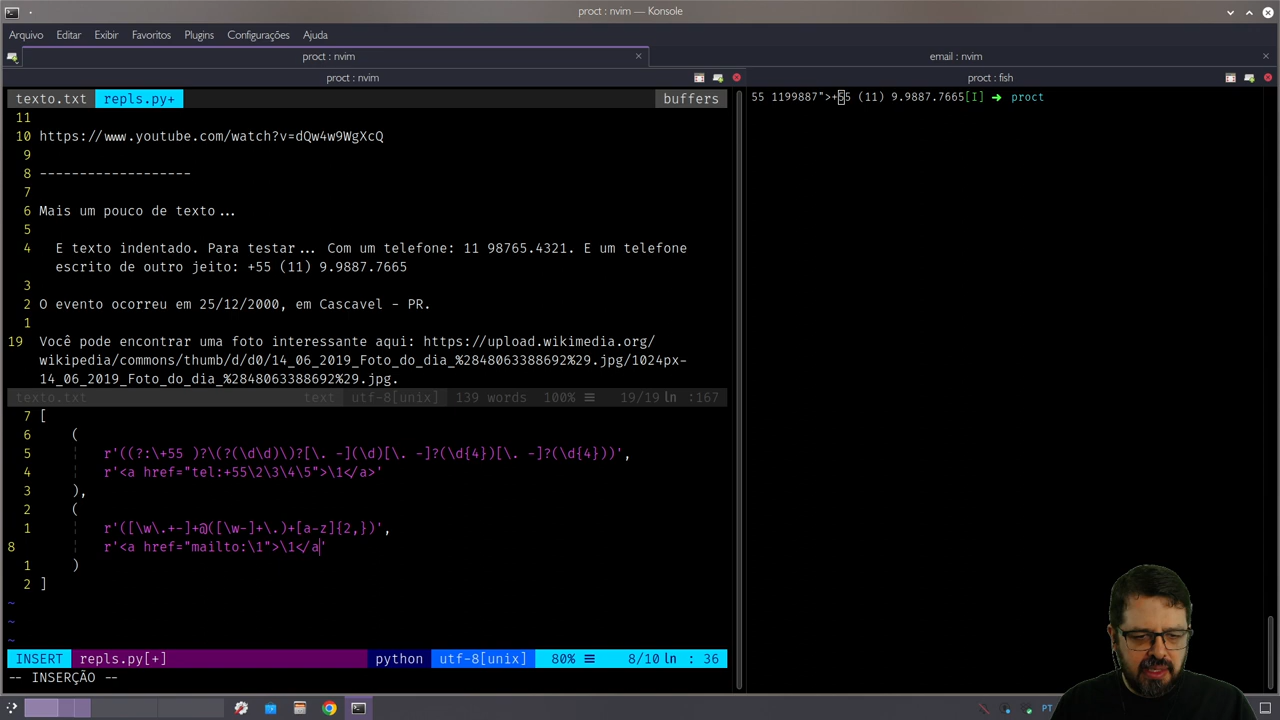 proct : nvim — Konsole
Arquivo Editar Exibir Favoritos Plugins Configurações Ajuda
proct : nvim
email : nvim
proct : nvim
proct : fish
texto.txt repls.py+ buffers
55 1199887">+55 (11) 9.9887.7665[I] ➜ proct
11
10 https://www.youtube.com/watch?v=dQw4w9WgXcQ
9
8 -------------------
7
6 Mais um pouco de texto...
5
4 E texto indentado. Para testar... Com um telefone: 11 98765.4321. E um telefone
escrito de outro jeito: +55 (11) 9.9887.7665
3
2 O evento ocorreu em 25/12/2000, em Cascavel - PR.
1
19 Você pode encontrar uma foto interessante aqui: https://upload.wikimedia.org/
wikipedia/commons/thumb/d/d0/14_06_2019_Foto_do_dia_%2848063388692%29.jpg/1024px-
14_06_2019_Foto_do_dia_%2848063388692%29.jpg.
texto.txt text utf-8[unix] 139 words 100% ☰ 19/19 ln :167
7 [
6 (
5 r'((?:\+55 )?\(?(\d\d)\)?[\. -](\d)[\. -]?(\d{4})[\. -]?(\d{4}))',
4 r'<a href="tel:+55\2\3\4\5">\1</a>'
3 ),
2 (
1 r'([\w\.+-]+@([\w-]+\.)+[a-z]{2,})',
8 r'<a href="mailto:\1">\1</a'
1 )
2 ]
~
~
~
INSERT repls.py[+] python utf-8[unix] 80% ☰ 8/10 ln : 36
-- INSERÇÃO --
PT